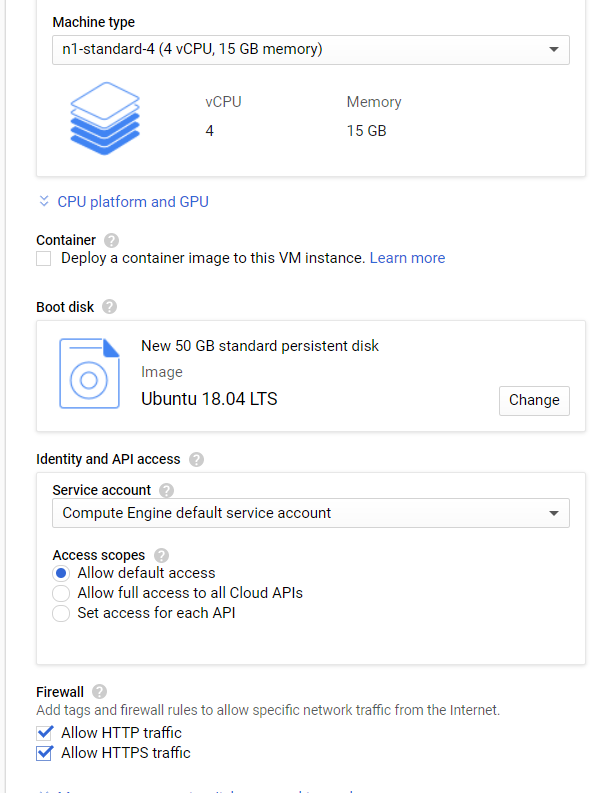 Machine type
n1-standard-4 (4 vCPU, 15 GB memory)
vCPU Memory
4 15 GB
CPU platform and GPU
Container ?
Deploy a container image to this VM instance. Learn more
Boot disk ?
New 50 GB standard persistent disk
Image
Ubuntu 18.04 LTS
Change
Identity and API access ?
Service account ?
Compute Engine default service account
Access scopes ?
Allow default access
Allow full access to all Cloud APIs
Set access for each API
Firewall ?
Add tags and firewall rules to allow specific network traffic from the Internet.
Allow HTTP traffic
Allow HTTPS traffic